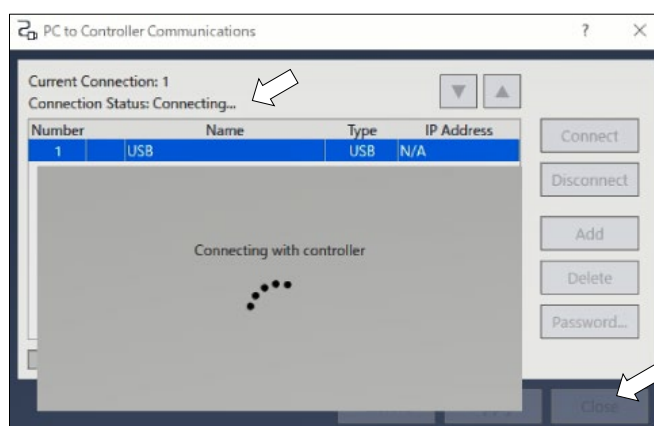 PC to Controller Communications ? ×
Current Connection: 1
Connection Status: Connecting...
Number Name Type IP Address
1 USB USB N/A
Connect
Disconnect
Connecting with controller
Add
Delete
Password...
Close